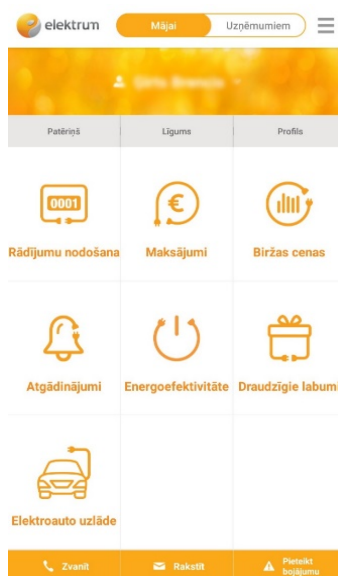 elektrum
Mājai
Uzņēmumiem
Patēriņš
Līgums
Profils
0001
€
Rādījumu nodošana
Maksājumi
Biržas cenas
Atgādinājumi
Energoefektivitāte
Draudzīgie labumi
Elektroauto uzlāde
Zvanīt
Rakstīt
Pieteikt
bojājumu